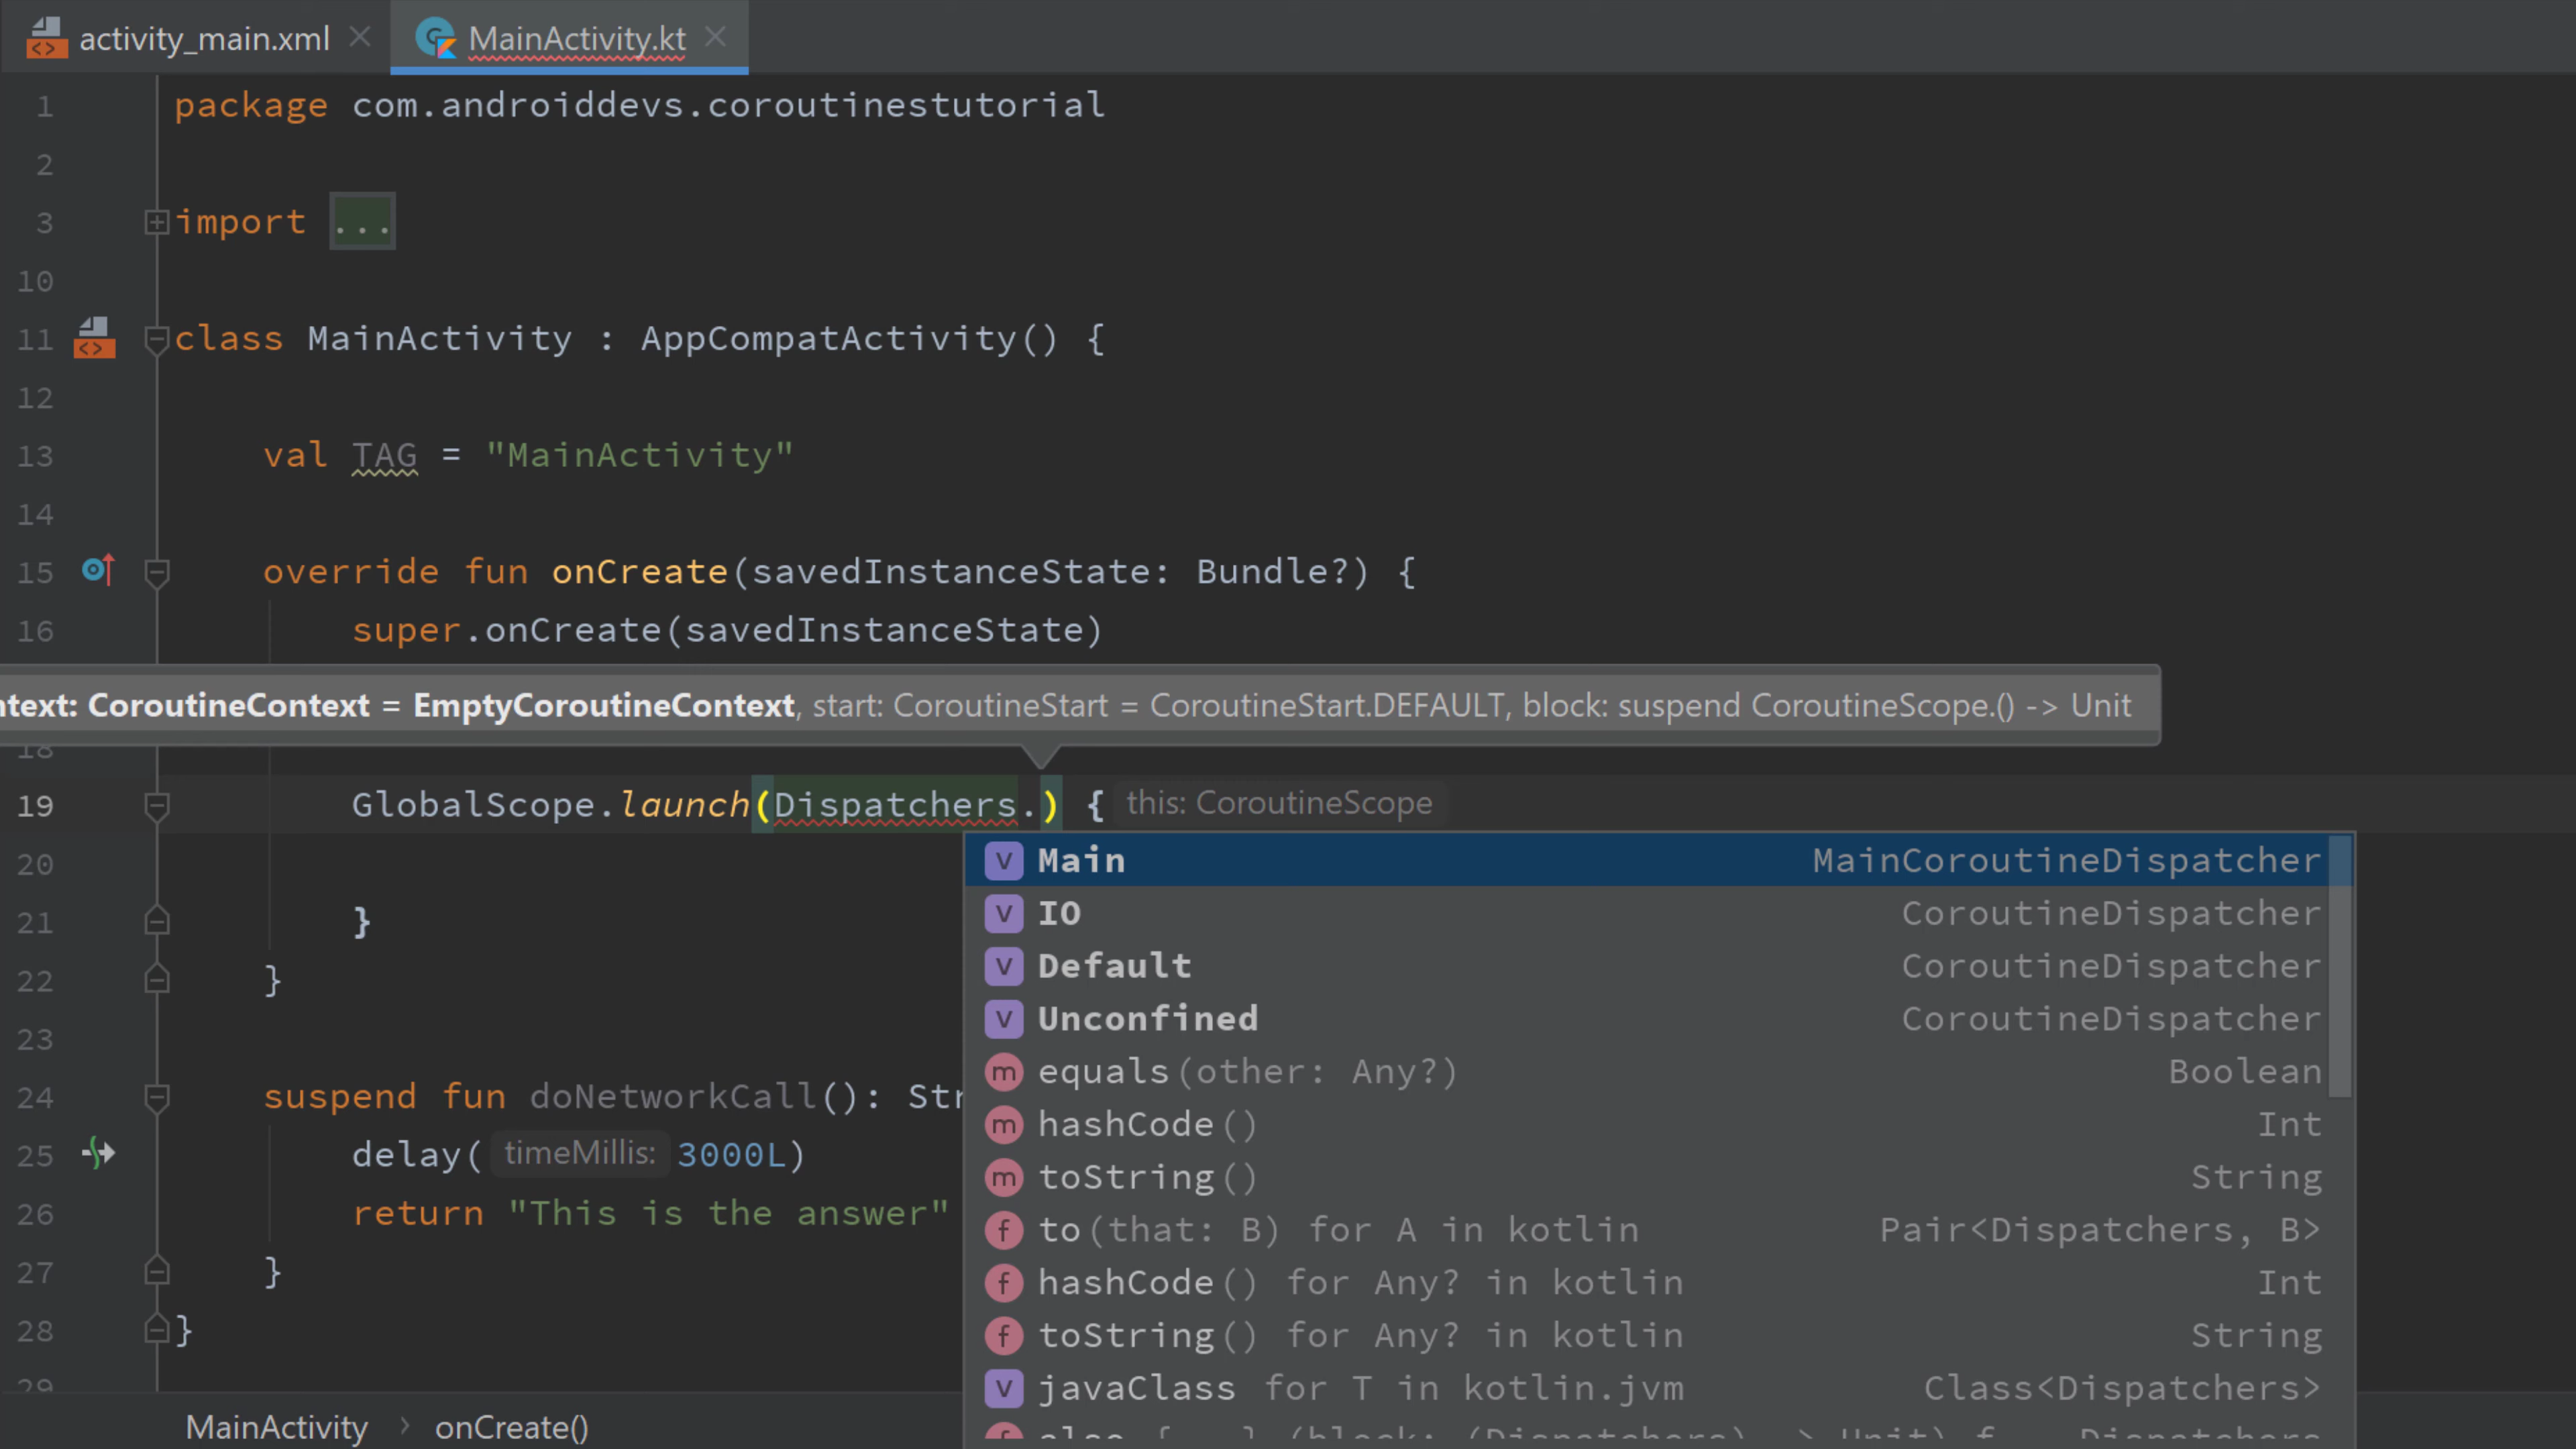 activity_main.xml MainActivity.kt
1 package com.androiddevs.coroutinestutorial
2
3 import ...
10
11 class MainActivity : AppCompatActivity() {
12
13 val TAG = "MainActivity"
14
15 override fun onCreate(savedInstanceState: Bundle?) {
16 super.onCreate(savedInstanceState)
ntext: CoroutineContext = EmptyCoroutineContext, start: CoroutineStart = CoroutineStart.DEFAULT, block: suspend CoroutineScope.() -> Unit
18
19 GlobalScope.launch(Dispatchers.) { this: CoroutineScope
20
21 }
22 }
23
24 suspend fun doNetworkCall(): Str
25 delay( timeMillis: 3000L)
26 return "This is the answer"
27 }
28 }
29
v Main MainCoroutineDispatcher
v IO CoroutineDispatcher
v Default CoroutineDispatcher
v Unconfined CoroutineDispatcher
m equals(other: Any?) Boolean
m hashCode() Int
m toString() String
f to(that: B) for A in kotlin Pair<Dispatchers, B>
f hashCode() for Any? in kotlin Int
f toString() for Any? in kotlin String
v javaClass for T in kotlin.jvm Class<Dispatchers>
MainActivity › onCreate()